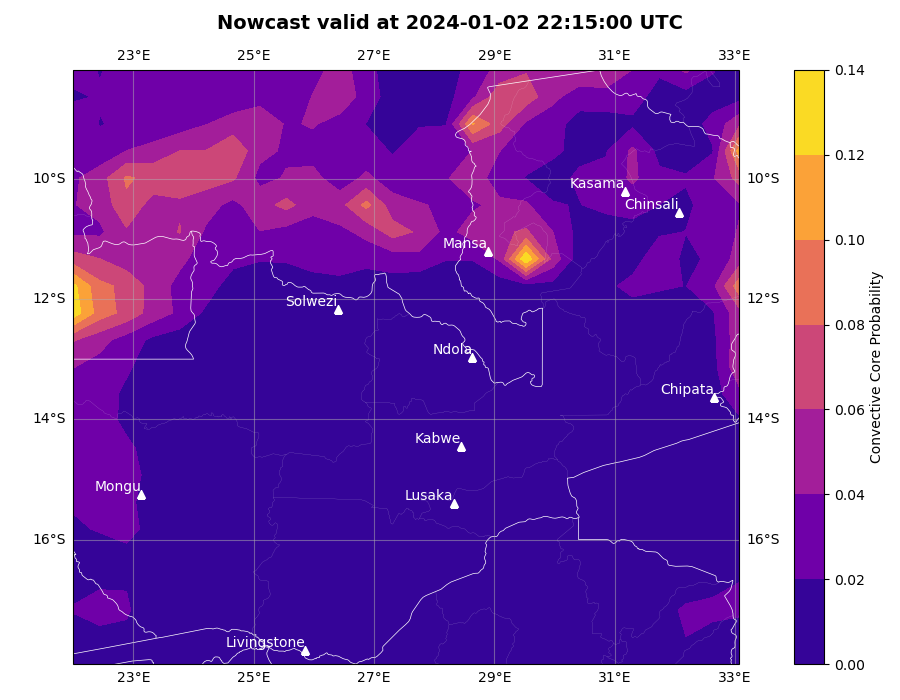 Nowcast valid at 2024-01-02 22:15:00 UTC
23°E 25°E 27°E 29°E 31°E 33°E
0.14
0.12
10°S 10°S
Kasama
Chinsali
0.10
Mansa
12°S 12°S
Solwezi
0.08
Ndola
Convective Core Probability
Chipata
0.06
14°S 14°S
Kabwe
Mongu
Lusaka
0.04
16°S 16°S
0.02
Livingstone
0.00
23°E 25°E 27°E 29°E 31°E 33°E